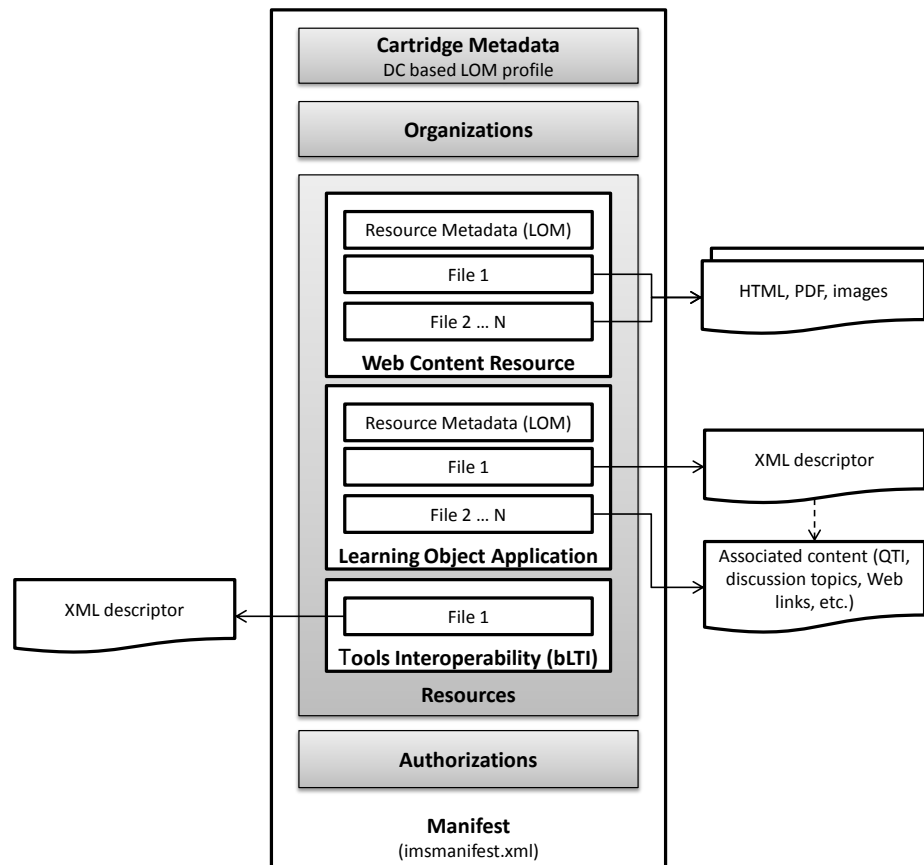 Cartridge Metadata
DC based LOM profile
Organizations
Resource Metadata (LOM)
File 1
File 2 ... N
Web Content Resource
HTML, PDF, images
Resource Metadata (LOM)
File 1
File 2 ... N
Learning Object Application
XML descriptor
Associated content (QTI,
discussion topics, Web
links, etc.)
File 1
Tools Interoperability (bLTI)
XML descriptor
Resources
Authorizations
Manifest
(imsmanifest.xml)